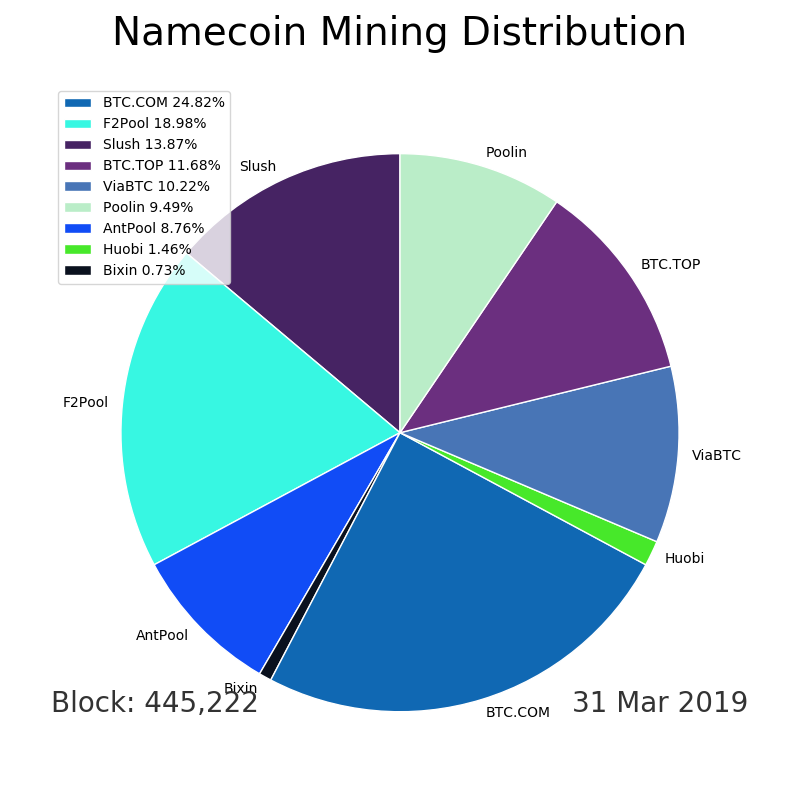 Namecoin Mining Distribution
BTC.COM 24.82%
F2Pool 18.98%
Slush 13.87%
BTC.TOP 11.68%
ViaBTC 10.22%
Poolin 9.49%
AntPool 8.76%
Huobi 1.46%
Bixin 0.73%
Poolin
Slush
BTC.TOP
F2Pool
ViaBTC
Huobi
AntPool
Bixin
BTC.COM
Block: 445,222
31 Mar 2019